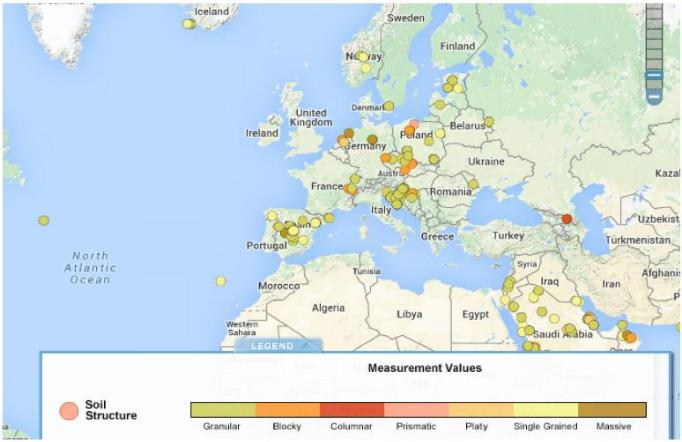 Iceland
Sweden
Finland
Norway
Denmark
United
Kingdom
Ireland
Poland
Belarus
Germany
Ukraine
Kaza
Austria
France
Romania
Italy
Uzbekist
Portugal
Greece
Turkey
Turkmenistan
North
Atlantic
Ocean
Tunisia
Syria
Iraq
Iran
Afghanis
Morocco
Algeria
Libya
Egypt
Western
Sahara
Saudi Arabia
Oman
LEGEND
Measurement Values
Soil
Structure
Granular
Blocky
Columnar
Prismatic
Platy
Single Grained
Massive